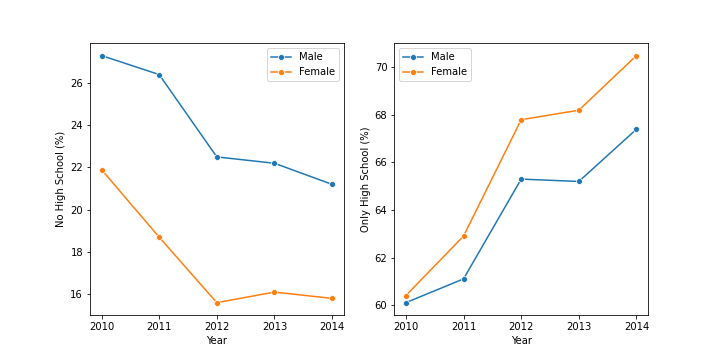 No High School (%)
26
24
22
20
18
16
2010 2011 2012 2013 2014
Year
Male
Female
Only High School (%)
70
68
66
64
62
60
2010 2011 2012 2013 2014
Year
Male
Female